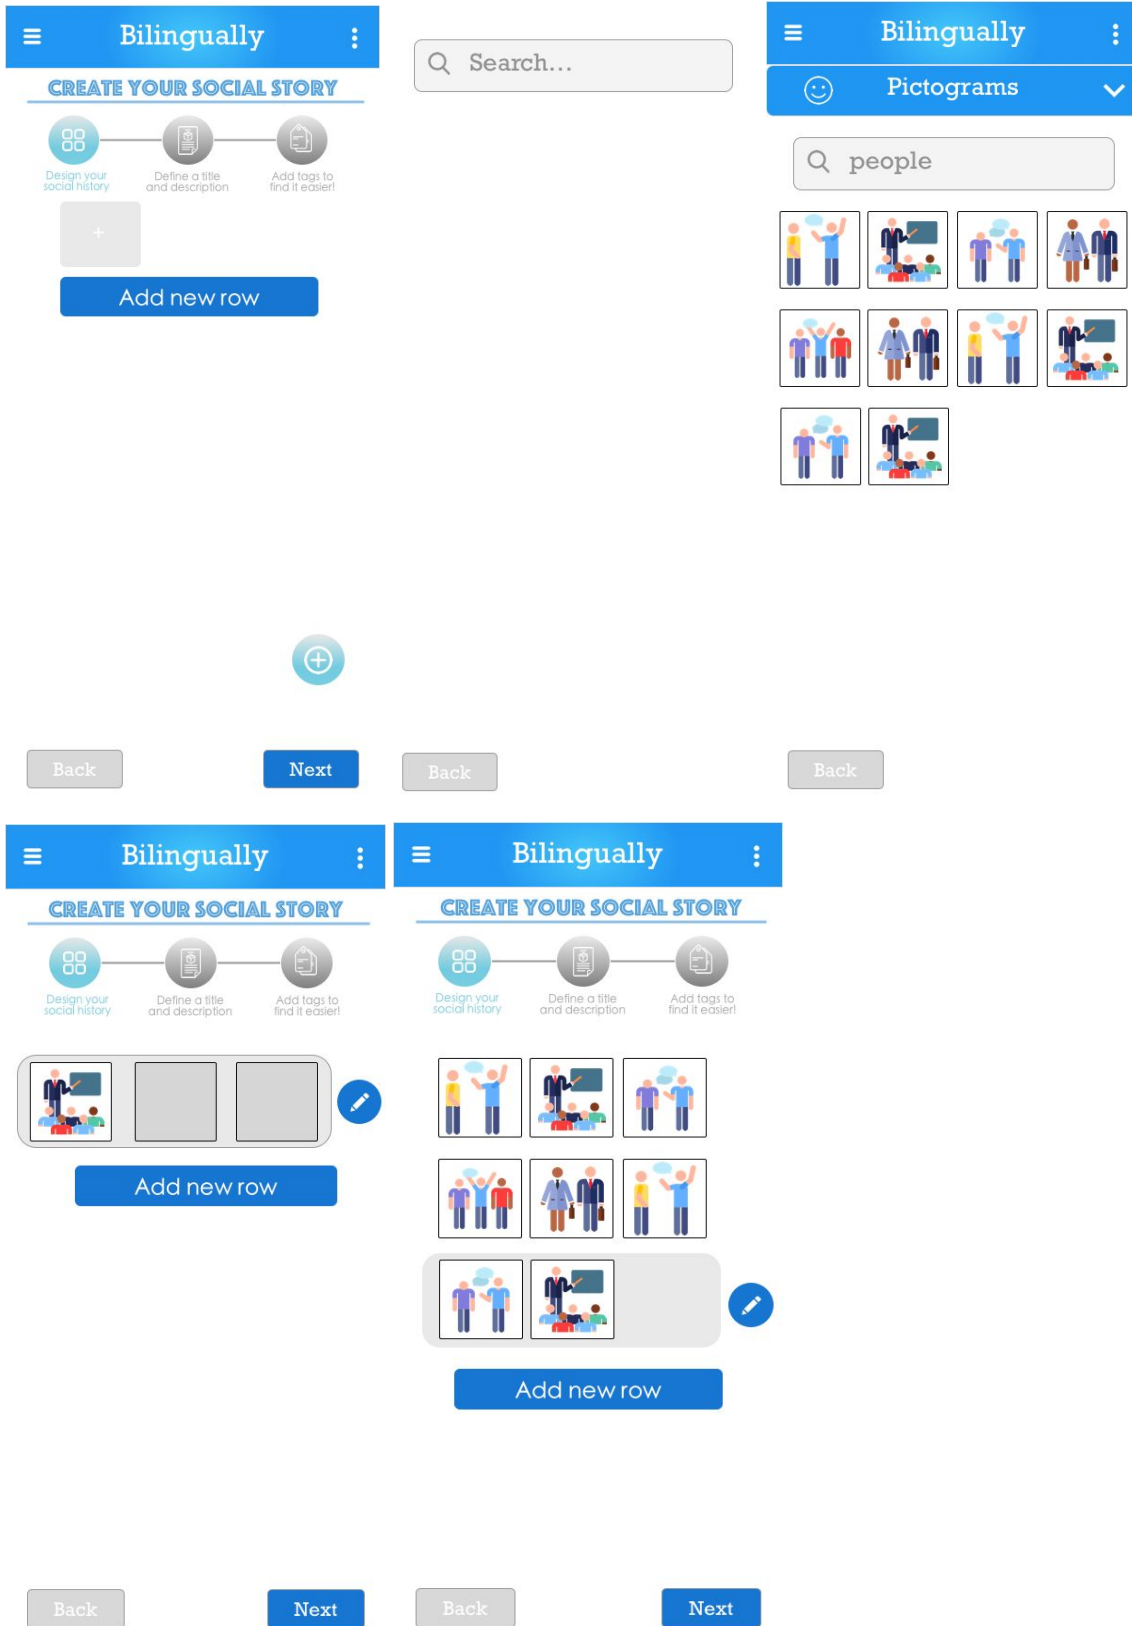 Bilingually
CREATE YOUR SOCIAL STORY
Design your
social history
Define a title
and description
Add tags to
find it easier!
+
Add new row
Back
Next
Search...
Back
Bilingually
Pictograms
people
Back
Bilingually
CREATE YOUR SOCIAL STORY
Design your
social history
Define a title
and description
Add tags to
find it easier!
Add new row
Back
Next
Bilingually
CREATE YOUR SOCIAL STORY
Design your
social history
Define a title
and description
Add tags to
find it easier!
Add new row
Back
Next